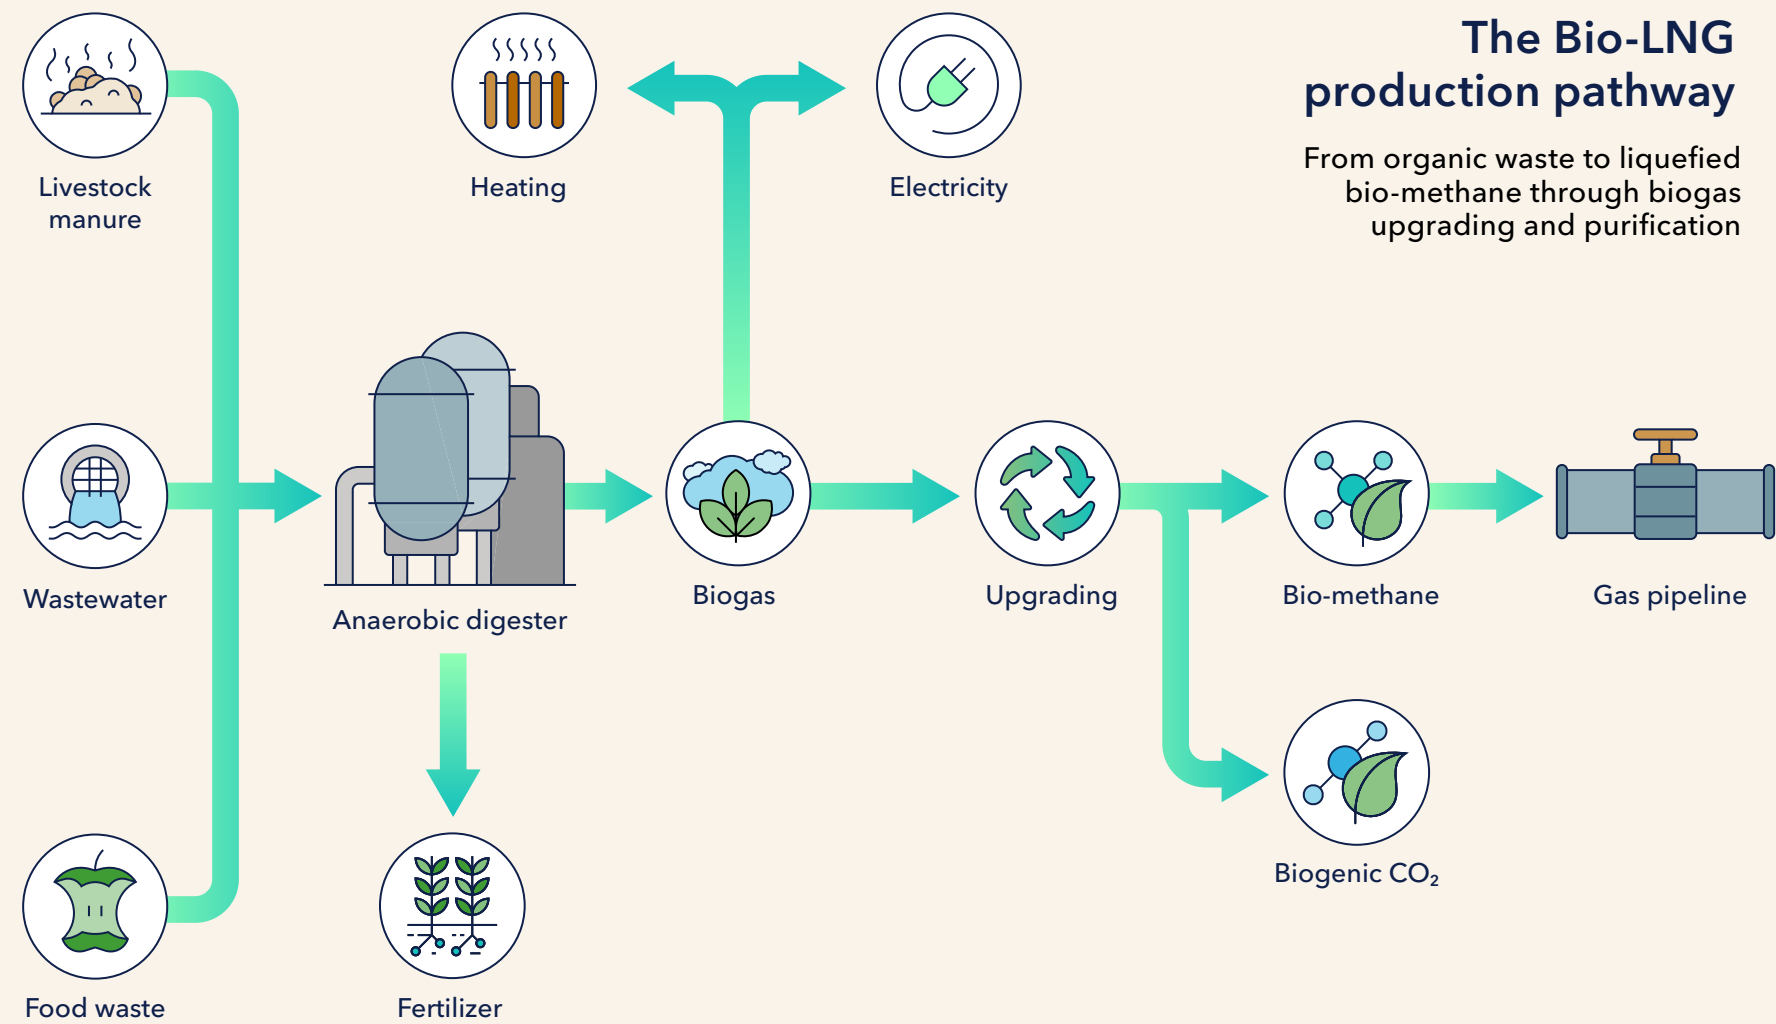 The Bio-LNG
production pathway
From organic waste to liquefied
bio-methane through biogas
upgrading and purification
Livestock
manure
Heating
Electricity
Wastewater
Anaerobic digester
Biogas
Upgrading
Bio-methane
Gas pipeline
Biogenic CO₂
Food waste
Fertilizer